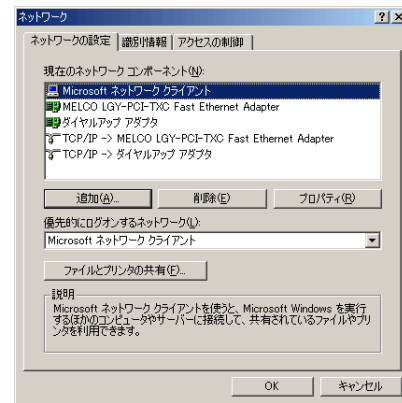 ネットワーク
ネットワークの設定 識別情報 アクセスの制御
現在のネットワーク コンポーネント(N):
Microsoft ネットワーク クライアント
MELCO LGY-PCI-TXC Fast Ethernet Adapter
ダイヤルアップ アダプタ
TCP/IP -> MELCO LGY-PCI-TXC Fast Ethernet Adapter
TCP/IP -> ダイヤルアップ アダプタ
追加(A)... 削除(E) プロパティ(R)
優先的にログオンするネットワーク(L):
Microsoft ネットワーク クライアント
ファイルとプリンタの共有(F)...
説明
Microsoft ネットワーク クライアントを使うと、Microsoft Windows を実行
するほかのコンピュータやサーバーに接続して、共有されているファイルやプリ
ンタを利用できます。
OK キャンセル